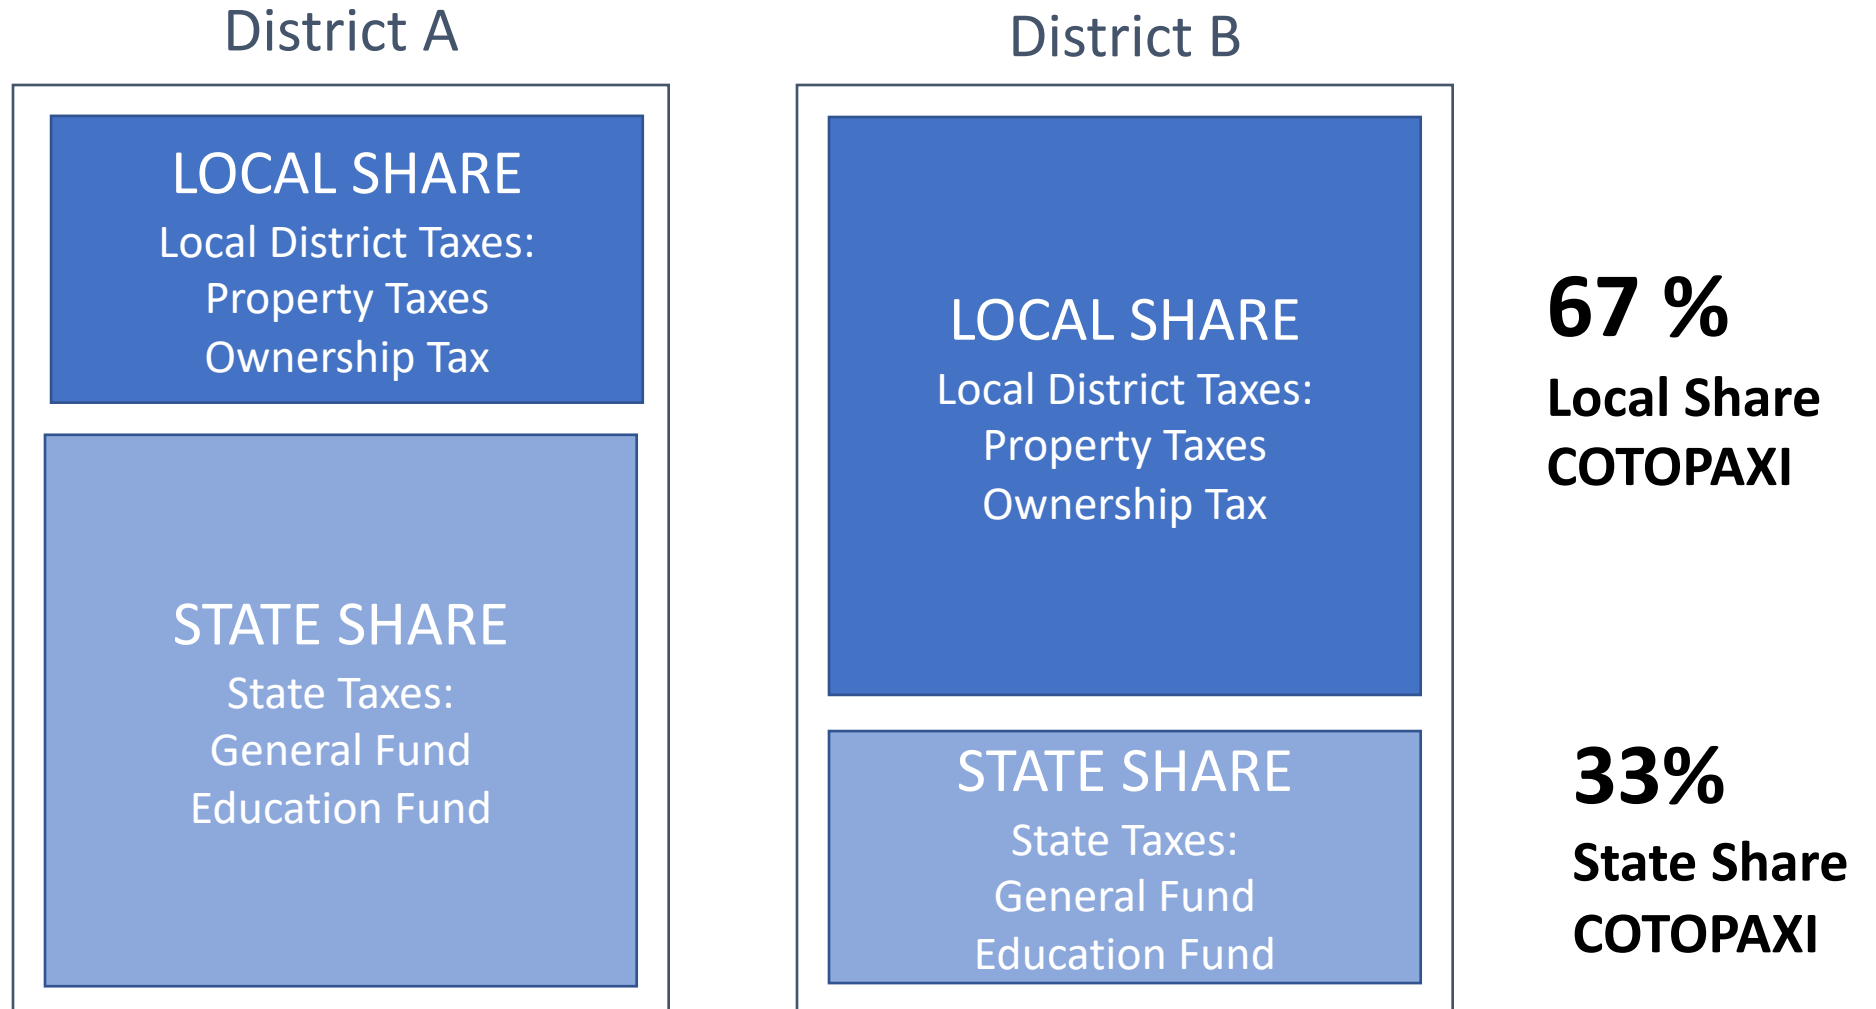 District A
LOCAL SHARE
Local District Taxes:
Property Taxes
Ownership Tax
STATE SHARE
State Taxes:
General Fund
Education Fund
District B
LOCAL SHARE
Local District Taxes:
Property Taxes
Ownership Tax
STATE SHARE
State Taxes:
General Fund
Education Fund
67 %
Local Share
COTOPAXI
33%
State Share
COTOPAXI